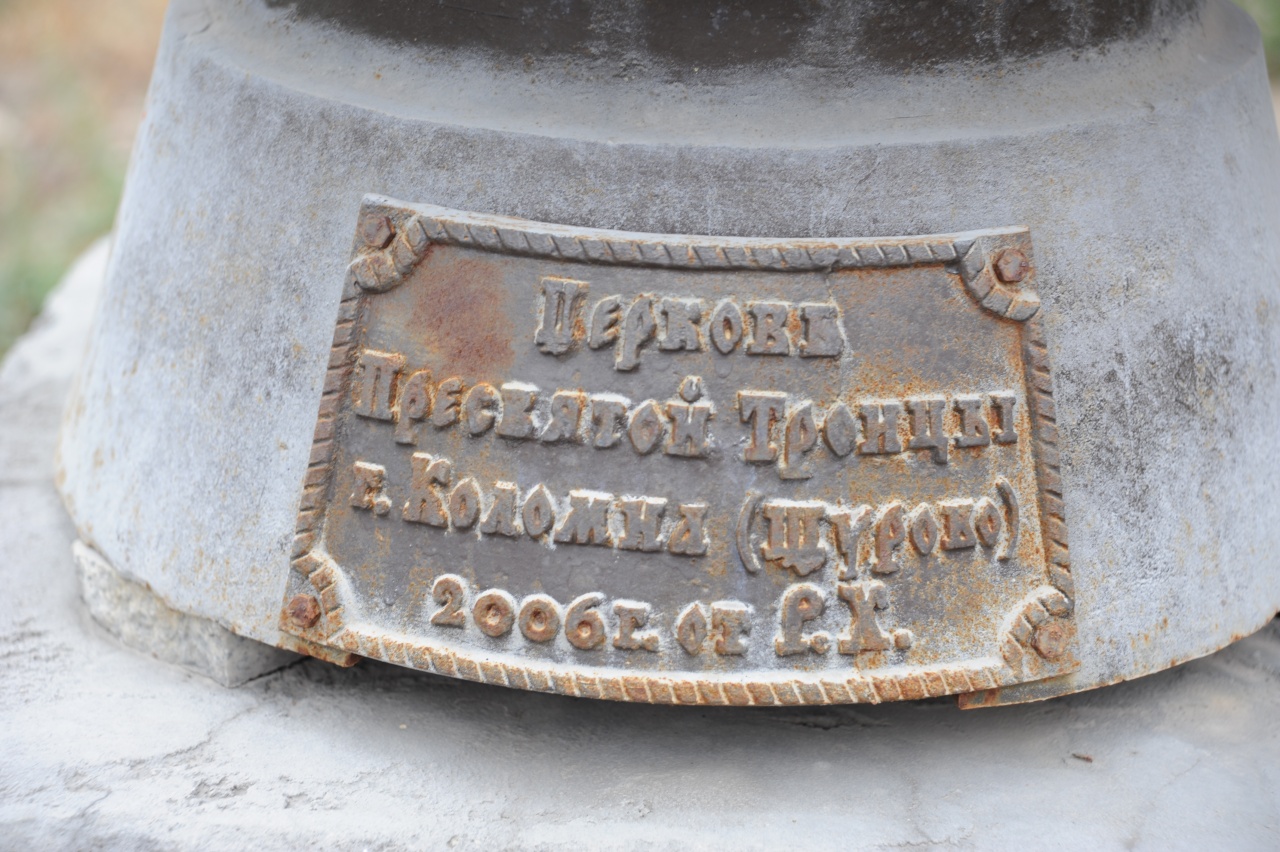 Церковь
Пресвятой Троицы
г. Коломна (Щурово)
2006г. от Р.Х.